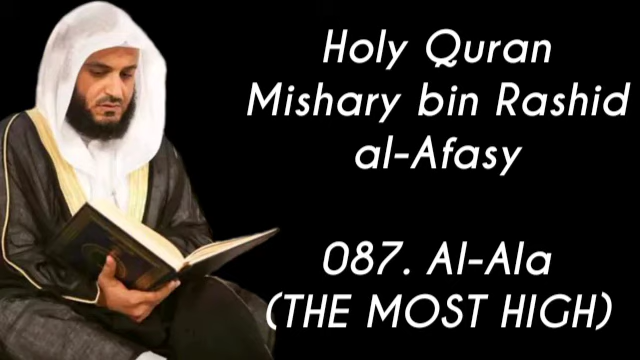 Holy Quran
Mishary bin Rashid
al-Afasy
087. Al-Ala
(THE MOST HIGH)